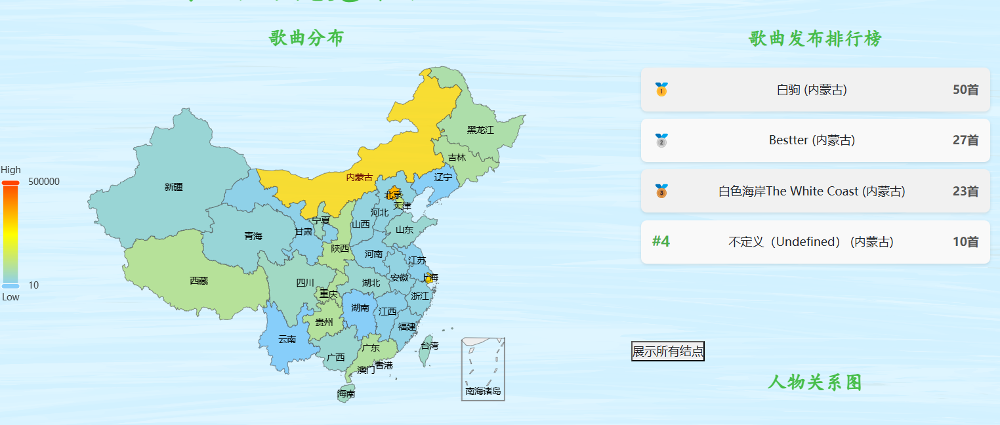 歌曲分布
High
500000
10
Low
黑龙江
吉林
辽宁
内蒙古
新疆
北京
天津
河北
宁夏
山西
山东
甘肃
青海
陕西
河南
江苏
西藏
四川
湖北
安徽
上海
重庆
浙江
湖南
江西
贵州
福建
云南
台湾
广东
广西
香港
澳门
海南
南海诸岛
歌曲发布排行榜
1 白驹 (内蒙古) 50首
2 Bestter (内蒙古) 27首
3 白色海岸The White Coast (内蒙古) 23首
#4 不定义（Undefined） (内蒙古) 10首
展示所有结点
人物关系图